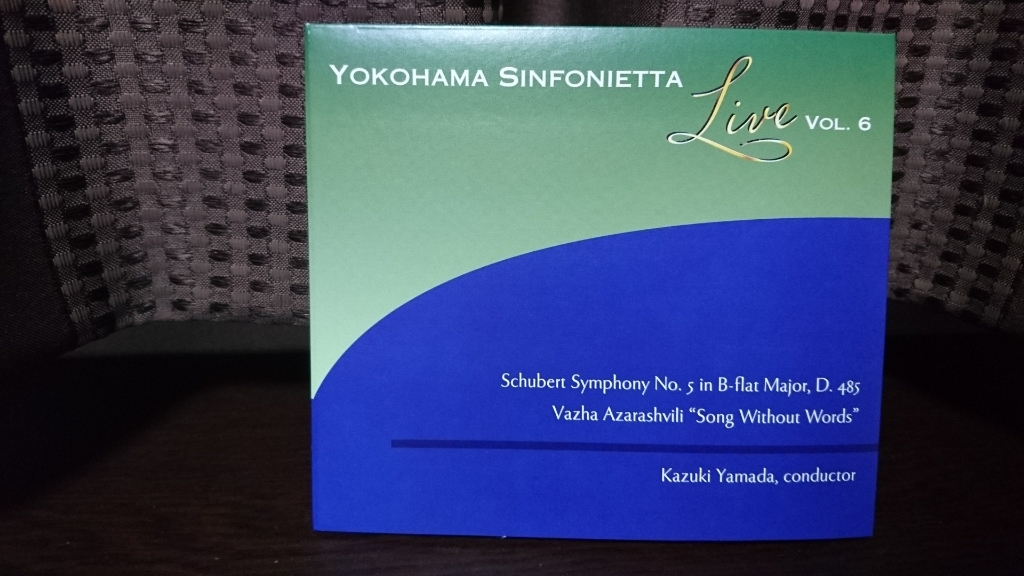 YOKOHAMA SINFONIETTA
Live VOL. 6
Schubert Symphony No. 5 in B-flat Major, D. 485
Vazha Azarashvili “Song Without Words”
Kazuki Yamada, conductor